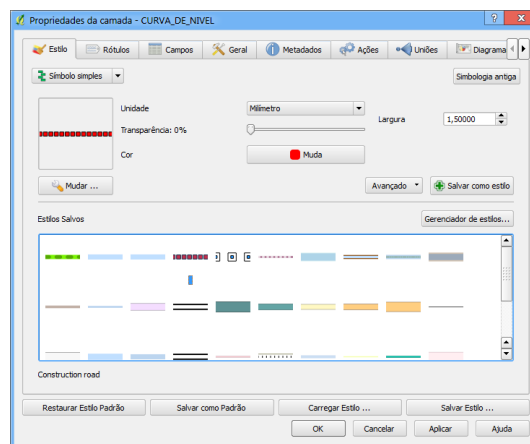 Propriedades da camada - CURVA_DE_NIVEL
Estilo Rótulos Campos Geral Metadados Ações Uniões Diagrama
Símbolo simples Simbologia antiga
Unidade Milímetro Largura 1,50000
Transparência: 0%
Cor Muda
Mudar ... Avançado Salvar como estilo
Estilos Salvos Gerenciador de estilos...
Construction road
Restaurar Estilo Padrão Salvar como Padrão Carregar Estilo ... Salvar Estilo ...
OK Cancelar Aplicar Ajuda